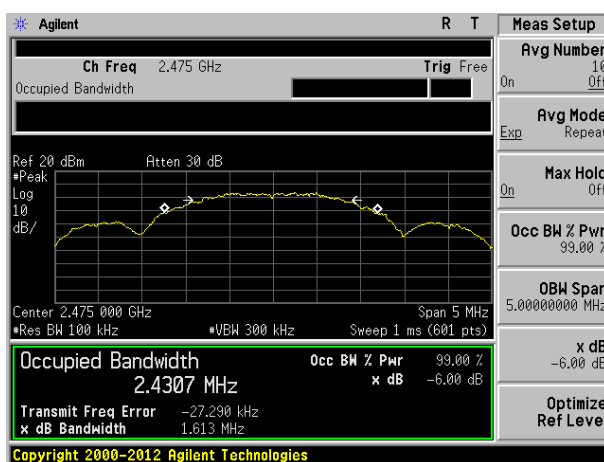 Agilent R T Meas Setup
Ch Freq 2.475 GHz Trig Free
Occupied Bandwidth
Avg Number
10
On Off
Avg Mode
Exp Repeat
Max Hold
On Off
Occ BW % Pwr
99.00 %
OBW Span
5.00000000 MHz
x dB
-6.00 dB
Optimize
Ref Level
Ref 20 dBm Atten 30 dB
#Peak
Log
10
dB/
Center 2.475 000 GHz Span 5 MHz
#Res BW 100 kHz #VBW 300 kHz Sweep 1 ms (601 pts)
Occupied Bandwidth Occ BW % Pwr 99.00 %
2.4307 MHz x dB -6.00 dB
Transmit Freq Error -27.290 kHz
x dB Bandwidth 1.613 MHz
Copyright 2000-2012 Agilent Technologies